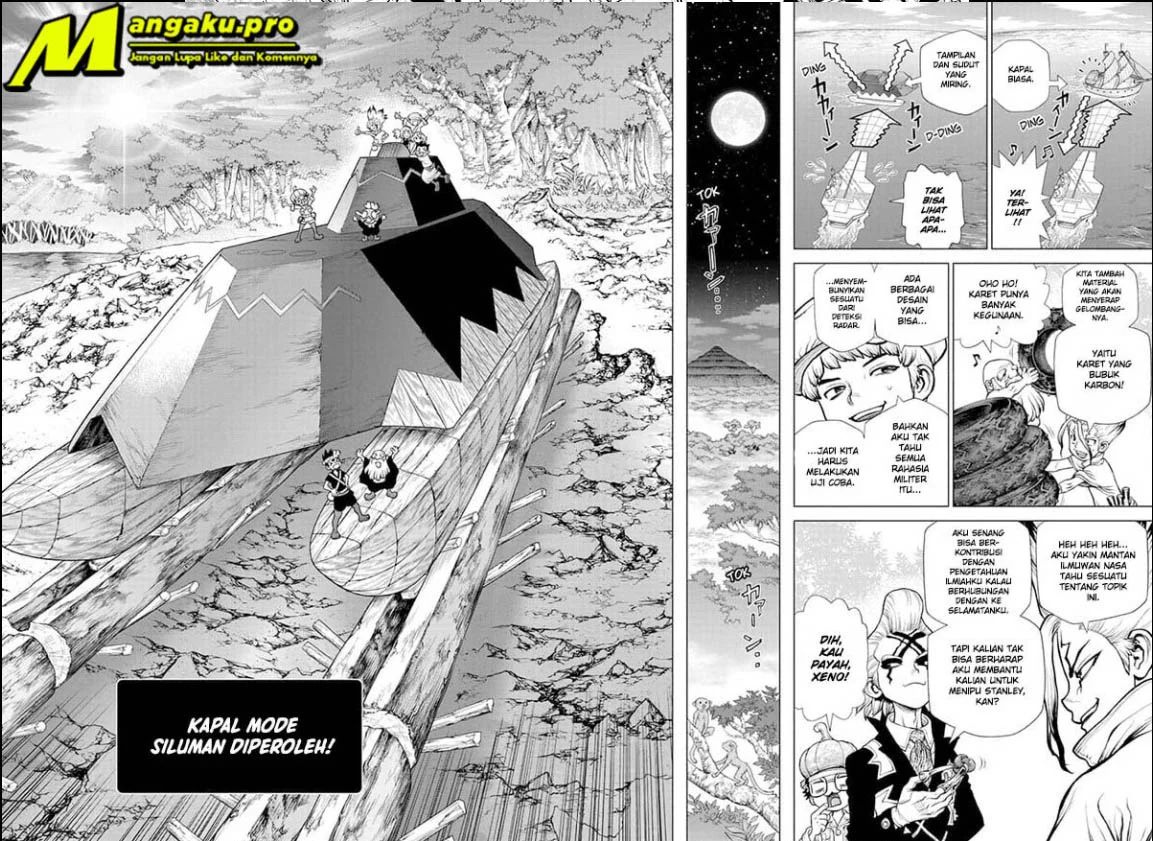 Mangaku.pro
Jangan Lupa Like dan Komennya
KAPAL
BIASA.
DING
YA!
TER-
LIHAT
!!
TAMPILAN
DAN SUDUT
YANG
MIRING.
DING
カァーン
D-DING
カァーン
TAK
BISA
LIHAT
APA-
APA...
KITA TAMBAH
MATERIAL
YANG AKAN
MENYERAP
GELOMBANG-
NYA.
YAITU
KARET YANG
BUBUK
KARBON!
OHO HO!
KARET PUNYA
BANYAK
KEGUNAAN.
ADA
BERBAGAI
DESAIN
YANG
BISA...
...MENYEM-
BUNYIKAN
SESUATU
DARI
DETEKSI
RADAR.
BAHKAN
AKU TAK
TAHU
SEMUA
RAHASIA
MILITER
ITU...
...JADI KITA
HARUS
MELAKUKAN
UJI COBA.
HEH HEH HEH...
AKU YAKIN MANTAN
ILMUWAN NASA
TAHU SESUATU
TENTANG TOPIK
INI.
AKU SENANG
BISA BER-
KONTRIBUSI
DENGAN
PENGETAHUAN
ILMIAHKU KALAU
BERHUBUNGAN
DENGAN KE
SELAMATANKU.
TAPI KALIAN TAK
BISA BERHARAP
AKU MEMBANTU
KALIAN UNTUK
MENIPU STANLEY,
KAN?
DIH,
KAU
PAYAH,
XENO!
TOK
カァーン
TOK
TOK
カァーン
KAPAL MODE
SILUMAN DIPEROLEH!